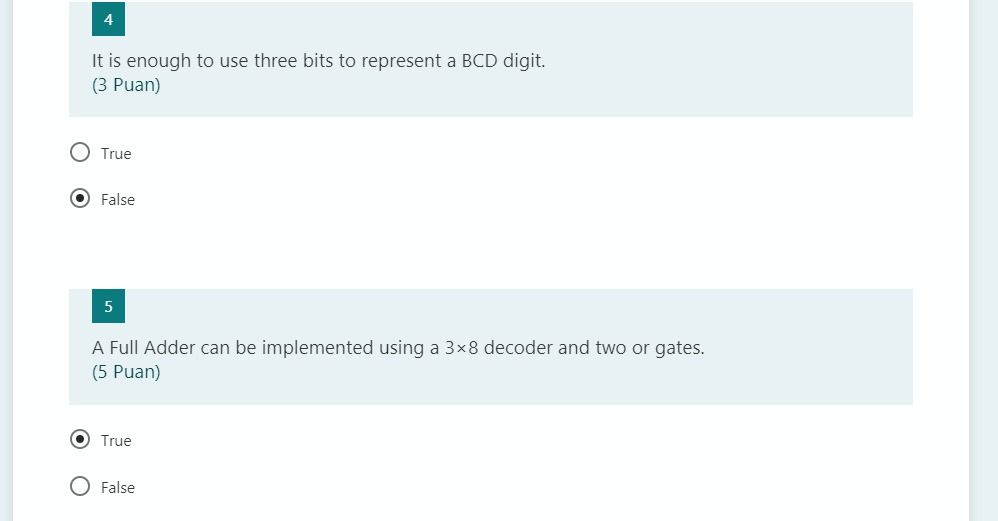 4
It is enough to use three bits to represent a BCD digit.
(3 Puan)
True
False
5
A Full Adder can be implemented using a 3×8 decoder and two or gates.
(5 Puan)
True
False